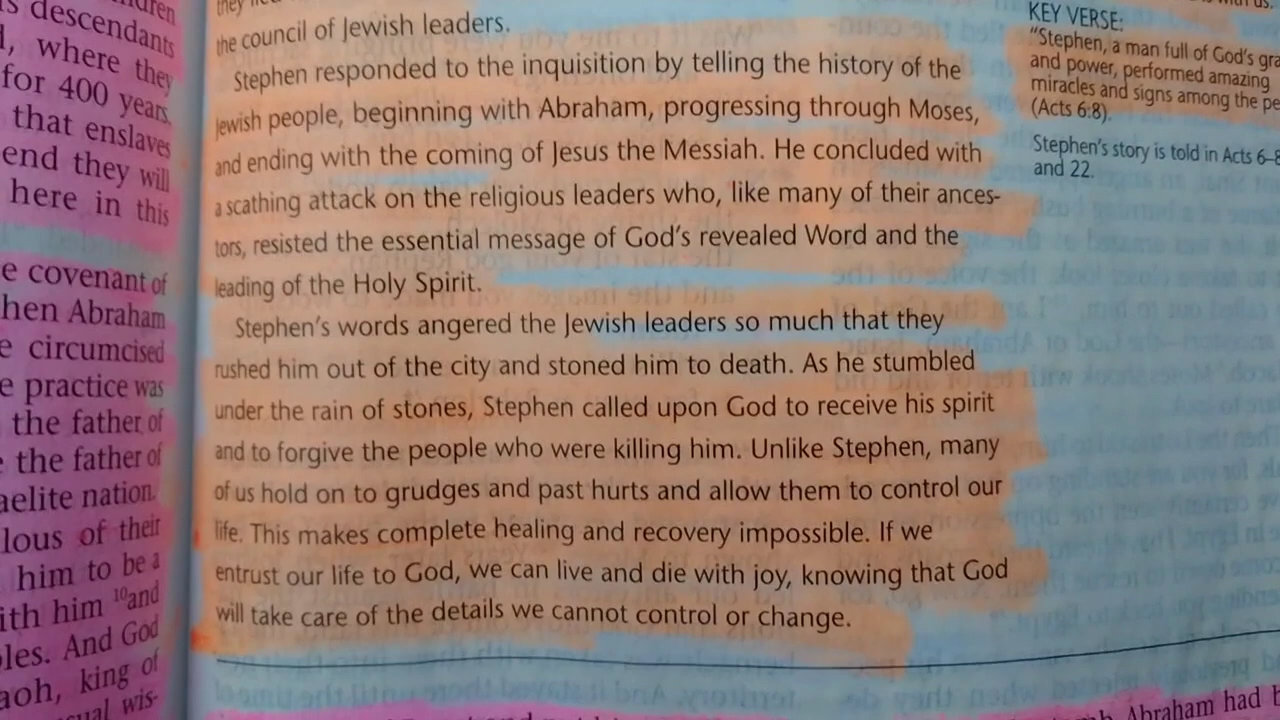 descendants
where they
for 400 years,
that enslaves
end they will
here in this
covenant of
hen Abraham
circumcised
practice was
the father of
the father of
aelite nation.
lous of their
him to be a
ith him 10and
les. And God
aoh, king of
sual wis-
the council of Jewish leaders.
Stephen responded to the inquisition by telling the history of the
Jewish people, beginning with Abraham, progressing through Moses,
and ending with the coming of Jesus the Messiah. He concluded with
a scathing attack on the religious leaders who, like many of their ances-
tors, resisted the essential message of God's revealed Word and the
leading of the Holy Spirit.
Stephen's words angered the Jewish leaders so much that they
rushed him out of the city and stoned him to death. As he stumbled
under the rain of stones, Stephen called upon God to receive his spirit
and to forgive the people who were killing him. Unlike Stephen, many
of us hold on to grudges and past hurts and allow them to control our
life. This makes complete healing and recovery impossible. If we
entrust our life to God, we can live and die with joy, knowing that God
will take care of the details we cannot control or change.
KEY VERSE:
"Stephen, a man full of God's gra
and power, performed amazing
miracles and signs among the pe
(Acts 6:8).
Stephen's story is told in Acts 6–8
and 22.
Abraham had b